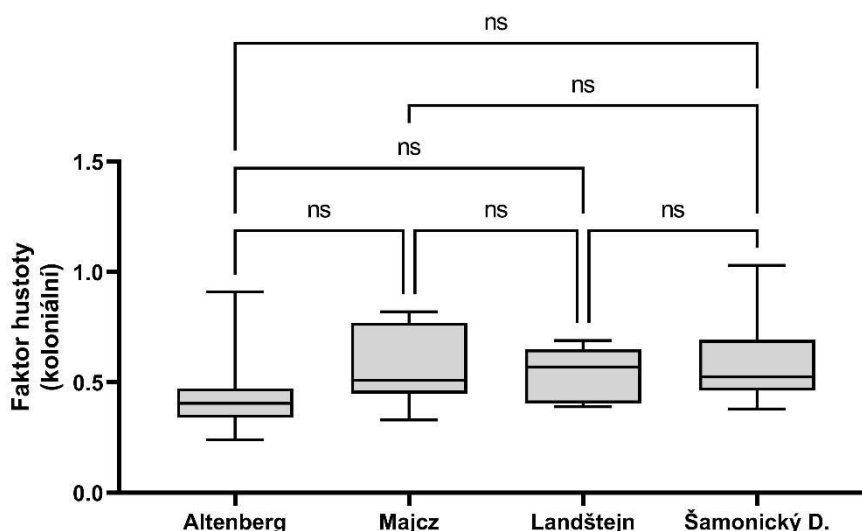 ns
ns
ns
ns ns ns
Faktor hustoty
(koloniální)
1.5
1.0
0.5
0.0
Altenberg Majcz Landštejn Šamonický D.